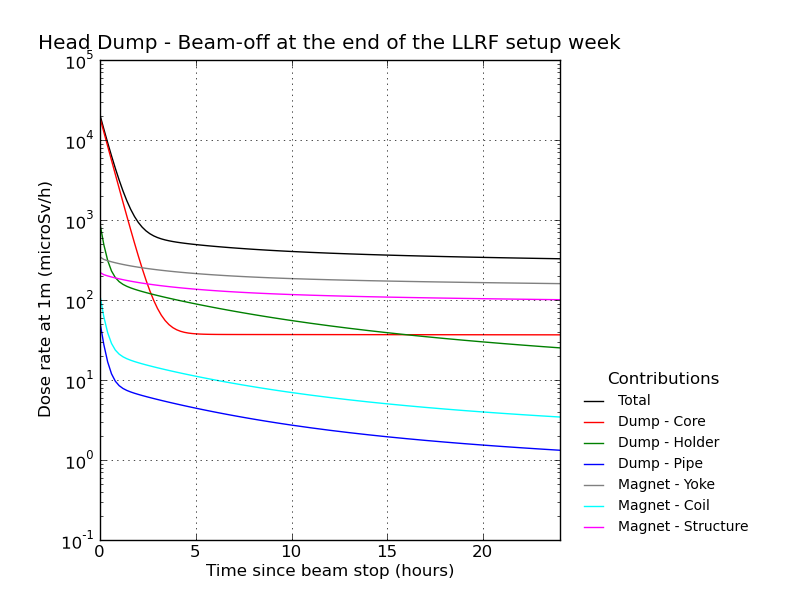 Head Dump - Beam-off at the end of the LLRF setup week
10^5
10^4
10^3
10^2
10^1
10^0
10^-1
Dose rate at 1m (microSv/h)
0 5 10 15 20
Time since beam stop (hours)
Contributions
Total
Dump - Core
Dump - Holder
Dump - Pipe
Magnet - Yoke
Magnet - Coil
Magnet - Structure